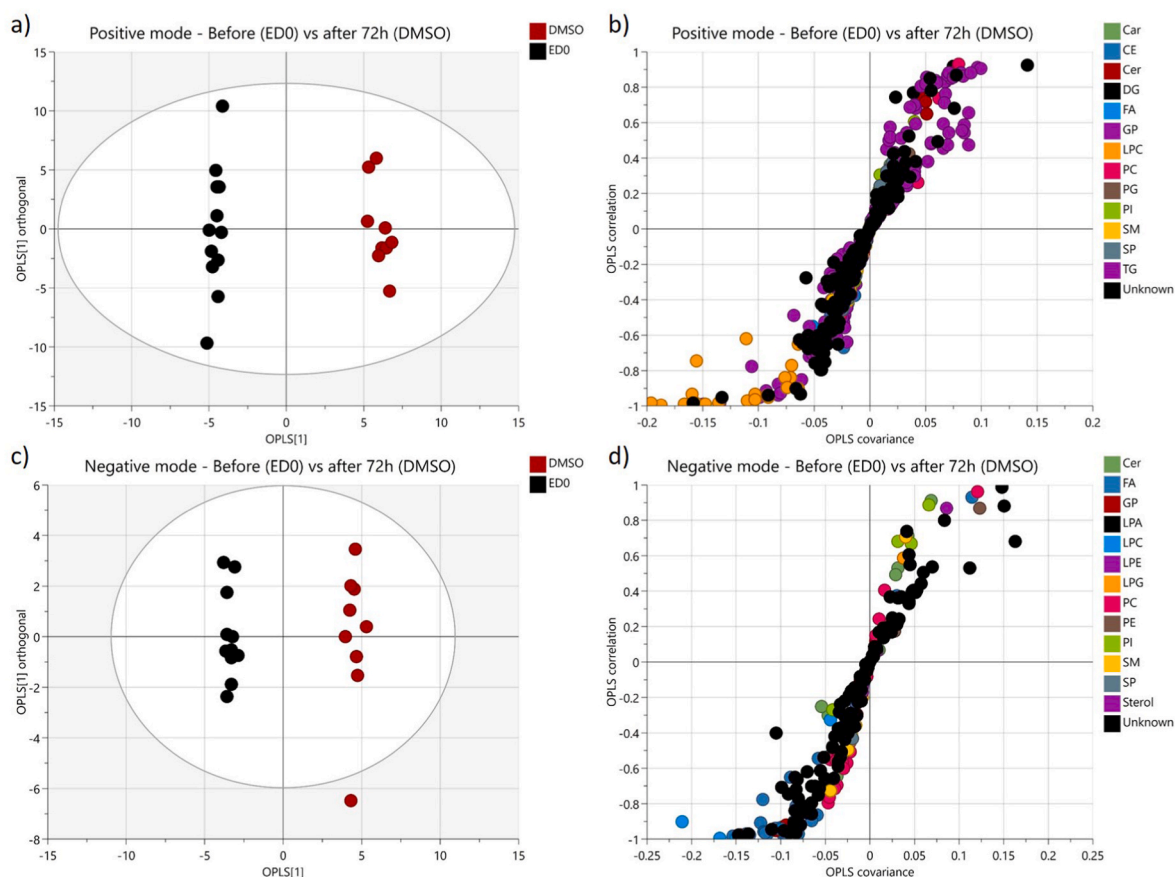 a)
Positive mode - Before (ED0) vs after 72h (DMSO)
DMSO
ED0
15
10
5
0
-5
-10
-15
-15
-10
-5
0
5
10
15
OPLS[1] orthogonal
OPLS[1]
b)
Positive mode - Before (ED0) vs after 72h (DMSO)
1
0.8
0.6
0.4
0.2
0
-0.2
-0.4
-0.6
-0.8
-1
-0.2
-0.15
-0.1
-0.05
0
0.05
0.1
0.15
0.2
OPLS correlation
OPLS covariance
Car
CE
Cer
DG
FA
GP
LPC
PC
PG
PI
SM
SP
TG
Unknown
c)
Negative mode - Before (ED0) vs after 72h (DMSO)
DMSO
ED0
6
4
2
0
-2
-4
-6
-8
-15
-10
-5
0
5
10
15
OPLS[1] orthogonal
OPLS[1]
d)
Negative mode - Before (ED0) vs after 72h (DMSO)
1
0.8
0.6
0.4
0.2
0
-0.2
-0.4
-0.6
-0.8
-1
-0.25
-0.2
-0.15
-0.1
-0.05
0
0.05
0.1
0.15
0.2
0.25
OPLS correlation
OPLS covariance
Cer
FA
GP
LPA
LPC
LPE
LPG
PC
PE
PI
SM
SP
Sterol
Unknown